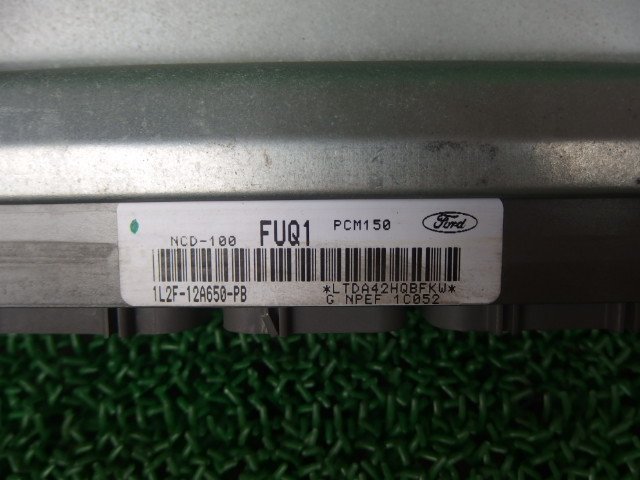 NCD-100 FUQ1 PCM150 Ford
1L2F-12A650-PB *LTDA42HQBFKW*
G NPEF 1C052